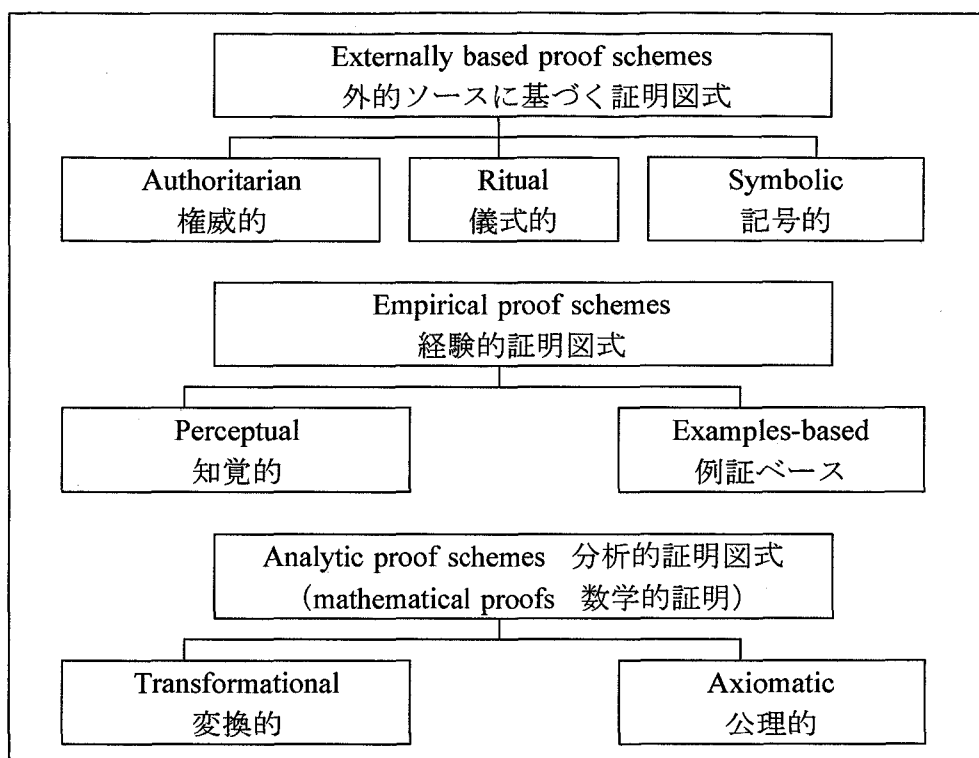 Externally based proof schemes
外的ソースに基づく証明図式
Authoritarian
権威的
Ritual
儀式的
Symbolic
記号的
Empirical proof schemes
経験的証明図式
Perceptual
知覚的
Examples-based
例証ベース
Analytic proof schemes 分析的証明図式
(mathematical proofs 数学的証明)
Transformational
変換的
Axiomatic
公理的